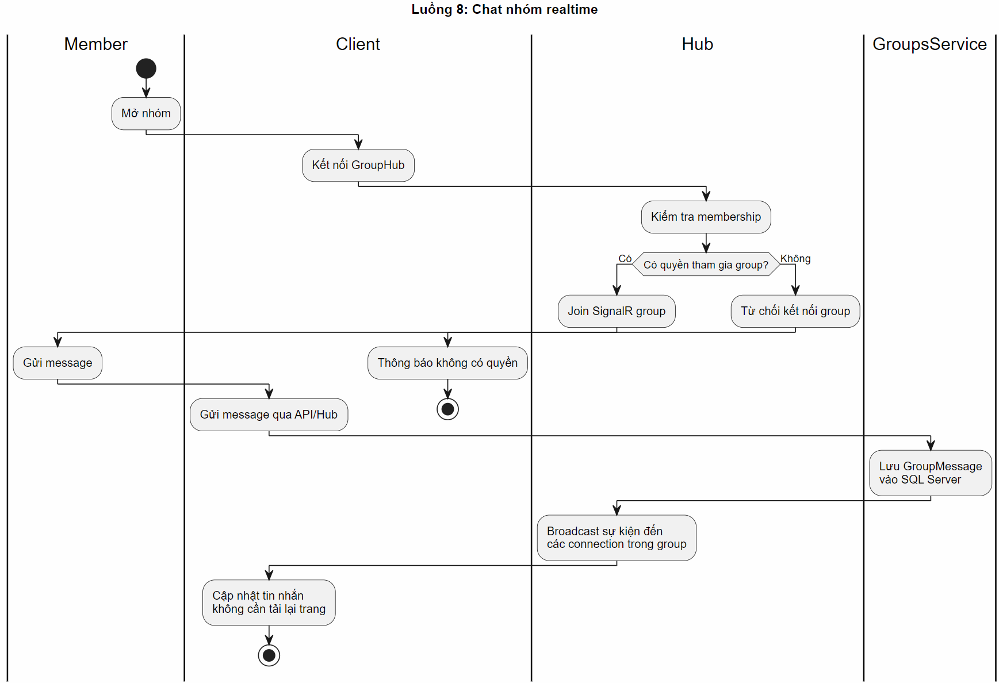 Luồng 8: Chat nhóm realtime
Member
Client
Hub
GroupsService
Mở nhóm
Kết nối GroupHub
Kiểm tra membership
Có
Có quyền tham gia group?
Không
Join SignalR group
Từ chối kết nối group
Gửi message
Thông báo không có quyền
Gửi message qua API/Hub
Lưu GroupMessage
vào SQL Server
Broadcast sự kiện đến
các connection trong group
Cập nhật tin nhắn
không cần tải lại trang